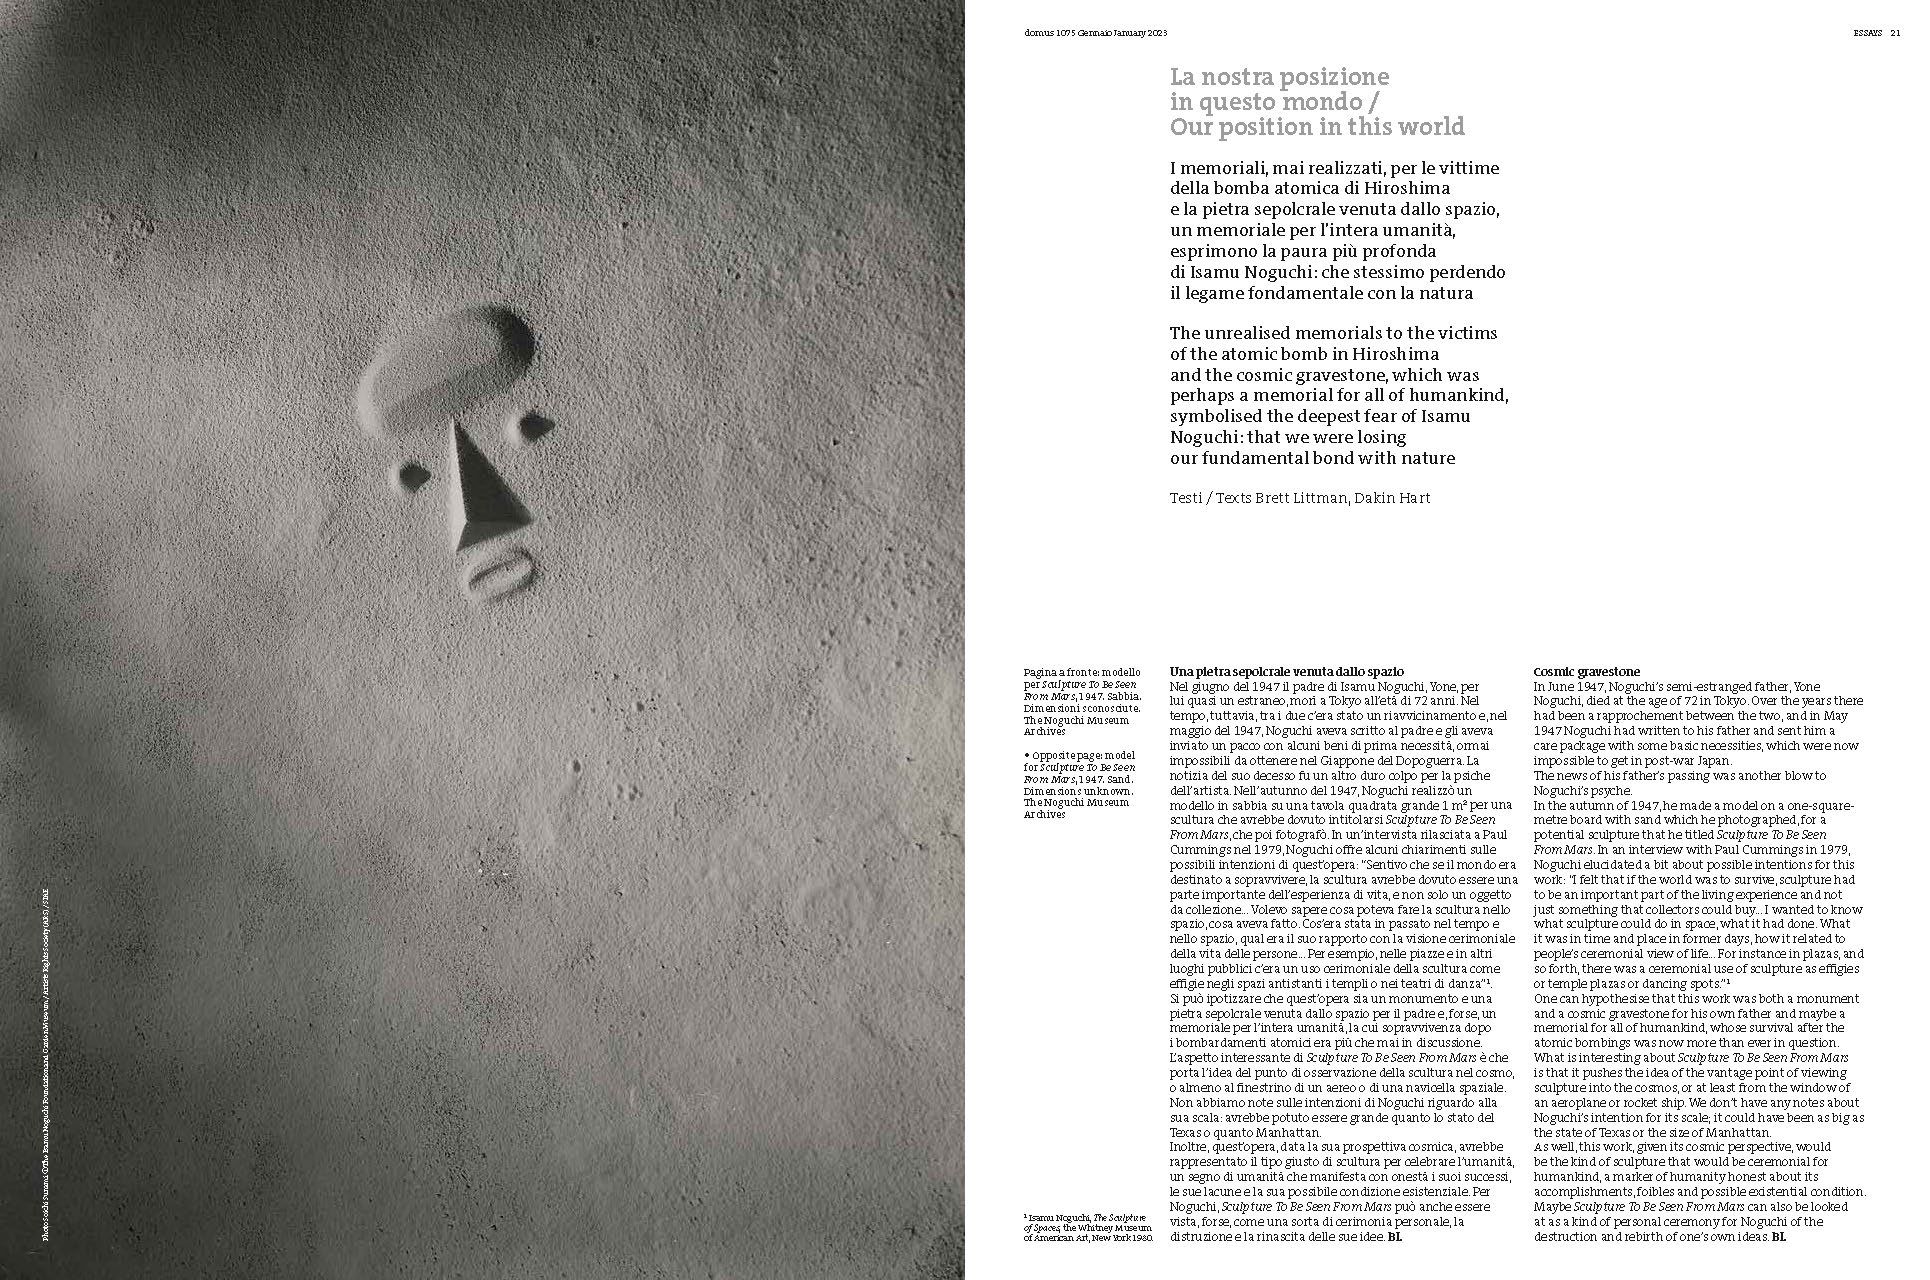 Photo Soichi Sunami ©The Isamu Noguchi Foundation and Garden Museum / Artists Rights Society (ARS) / SIAE
domus 1075 Gennaio January 2023
ESSAYS 21
La nostra posizione
in questo mondo /
Our position in this world
I memoriali, mai realizzati, per le vittime
della bomba atomica di Hiroshima
e la pietra sepolcrale venuta dallo spazio,
un memoriale per l'intera umanità,
esprimono la paura più profonda
di Isamu Noguchi: che stessimo perdendo
il legame fondamentale con la natura
The unrealised memorials to the victims
of the atomic bomb in Hiroshima
and the cosmic gravestone, which was
perhaps a memorial for all of humankind,
symbolised the deepest fear of Isamu
Noguchi: that we were losing
our fundamental bond with nature
Testi / Texts Brett Littman, Dakin Hart
Pagina a fronte: modello
per Sculpture To Be Seen
From Mars, 1947. Sabbia.
Dimensioni sconosciute.
The Noguchi Museum
Archives
• Opposite page: model
for Sculpture To Be Seen
From Mars, 1947. Sand.
Dimensions unknown.
The Noguchi Museum
Archives
¹ Isamu Noguchi, The Sculpture
of Spaces, the Whitney Museum
of American Art, New York 1980.
Una pietra sepolcrale venuta dallo spazio
Nel giugno del 1947 il padre di Isamu Noguchi, Yone, per
lui quasi un estraneo, morì a Tokyo all'età di 72 anni. Nel
tempo, tuttavia, tra i due c'era stato un riavvicinamento e, nel
maggio del 1947, Noguchi aveva scritto al padre e gli aveva
inviato un pacco con alcuni beni di prima necessità, ormai
impossibili da ottenere nel Giappone del Dopoguerra. La
notizia del suo decesso fu un altro duro colpo per la psiche
dell'artista. Nell'autunno del 1947, Noguchi realizzò un
modello in sabbia su una tavola quadrata grande 1 m² per una
scultura che avrebbe dovuto intitolarsi Sculpture To Be Seen
From Mars, che poi fotografò. In un'intervista rilasciata a Paul
Cummings nel 1979, Noguchi offre alcuni chiarimenti sulle
possibili intenzioni di quest'opera: "Sentivo che se il mondo era
destinato a sopravvivere, la scultura avrebbe dovuto essere una
parte importante dell'esperienza di vita, e non solo un oggetto
da collezione... Volevo sapere cosa poteva fare la scultura nello
spazio, cosa aveva fatto. Cos'era stata in passato nel tempo e
nello spazio, qual era il suo rapporto con la visione cerimoniale
della vita delle persone... Per esempio, nelle piazze e in altri
luoghi pubblici c'era un uso cerimoniale della scultura come
effigie negli spazi antistanti i templi o nei teatri di danza"¹.
Si può ipotizzare che quest'opera sia un monumento e una
pietra sepolcrale venuta dallo spazio per il padre e, forse, un
memoriale per l'intera umanità, la cui sopravvivenza dopo
i bombardamenti atomici era più che mai in discussione.
L'aspetto interessante di Sculpture To Be Seen From Mars è che
porta l'idea del punto di osservazione della scultura nel cosmo,
o almeno al finestrino di un aereo o di una navicella spaziale.
Non abbiamo note sulle intenzioni di Noguchi riguardo alla
sua scala: avrebbe potuto essere grande quanto lo stato del
Texas o quanto Manhattan.
Inoltre, quest'opera, data la sua prospettiva cosmica, avrebbe
rappresentato il tipo giusto di scultura per celebrare l'umanità,
un segno di umanità che manifesta con onestà i suoi successi,
le sue lacune e la sua possibile condizione esistenziale. Per
Noguchi, Sculpture To Be Seen From Mars può anche essere
vista, forse, come una sorta di cerimonia personale, la
distruzione e la rinascita delle sue idee. BL
Cosmic gravestone
In June 1947, Noguchi's semi-estranged father, Yone
Noguchi, died at the age of 72 in Tokyo. Over the years there
had been a rapprochement between the two, and in May
1947 Noguchi had written to his father and sent him a
care package with some basic necessities, which were now
impossible to get in post-war Japan.
The news of his father's passing was another blow to
Noguchi's psyche.
In the autumn of 1947, he made a model on a one-square-
metre board with sand which he photographed, for a
potential sculpture that he titled Sculpture To Be Seen
From Mars. In an interview with Paul Cummings in 1979,
Noguchi elucidated a bit about possible intentions for this
work: "I felt that if the world was to survive, sculpture had
to be an important part of the living experience and not
just something that collectors could buy... I wanted to know
what sculpture could do in space, what it had done. What
it was in time and place in former days, how it related to
people's ceremonial view of life... For instance in plazas, and
so forth, there was a ceremonial use of sculpture as effigies
or temple plazas or dancing spots."¹
One can hypothesise that this work was both a monument
and a cosmic gravestone for his own father and maybe a
memorial for all of humankind, whose survival after the
atomic bombings was now more than ever in question.
What is interesting about Sculpture To Be Seen From Mars
is that it pushes the idea of the vantage point of viewing
sculpture into the cosmos, or at least from the window of
an aeroplane or rocket ship. We don't have any notes about
Noguchi's intention for its scale; it could have been as big as
the state of Texas or the size of Manhattan.
As well, this work, given its cosmic perspective, would
be the kind of sculpture that would be ceremonial for
humankind, a marker of humanity honest about its
accomplishments, foibles and possible existential condition.
Maybe Sculpture To Be Seen From Mars can also be looked
at as a kind of personal ceremony for Noguchi of the
destruction and rebirth of one's own ideas. BL